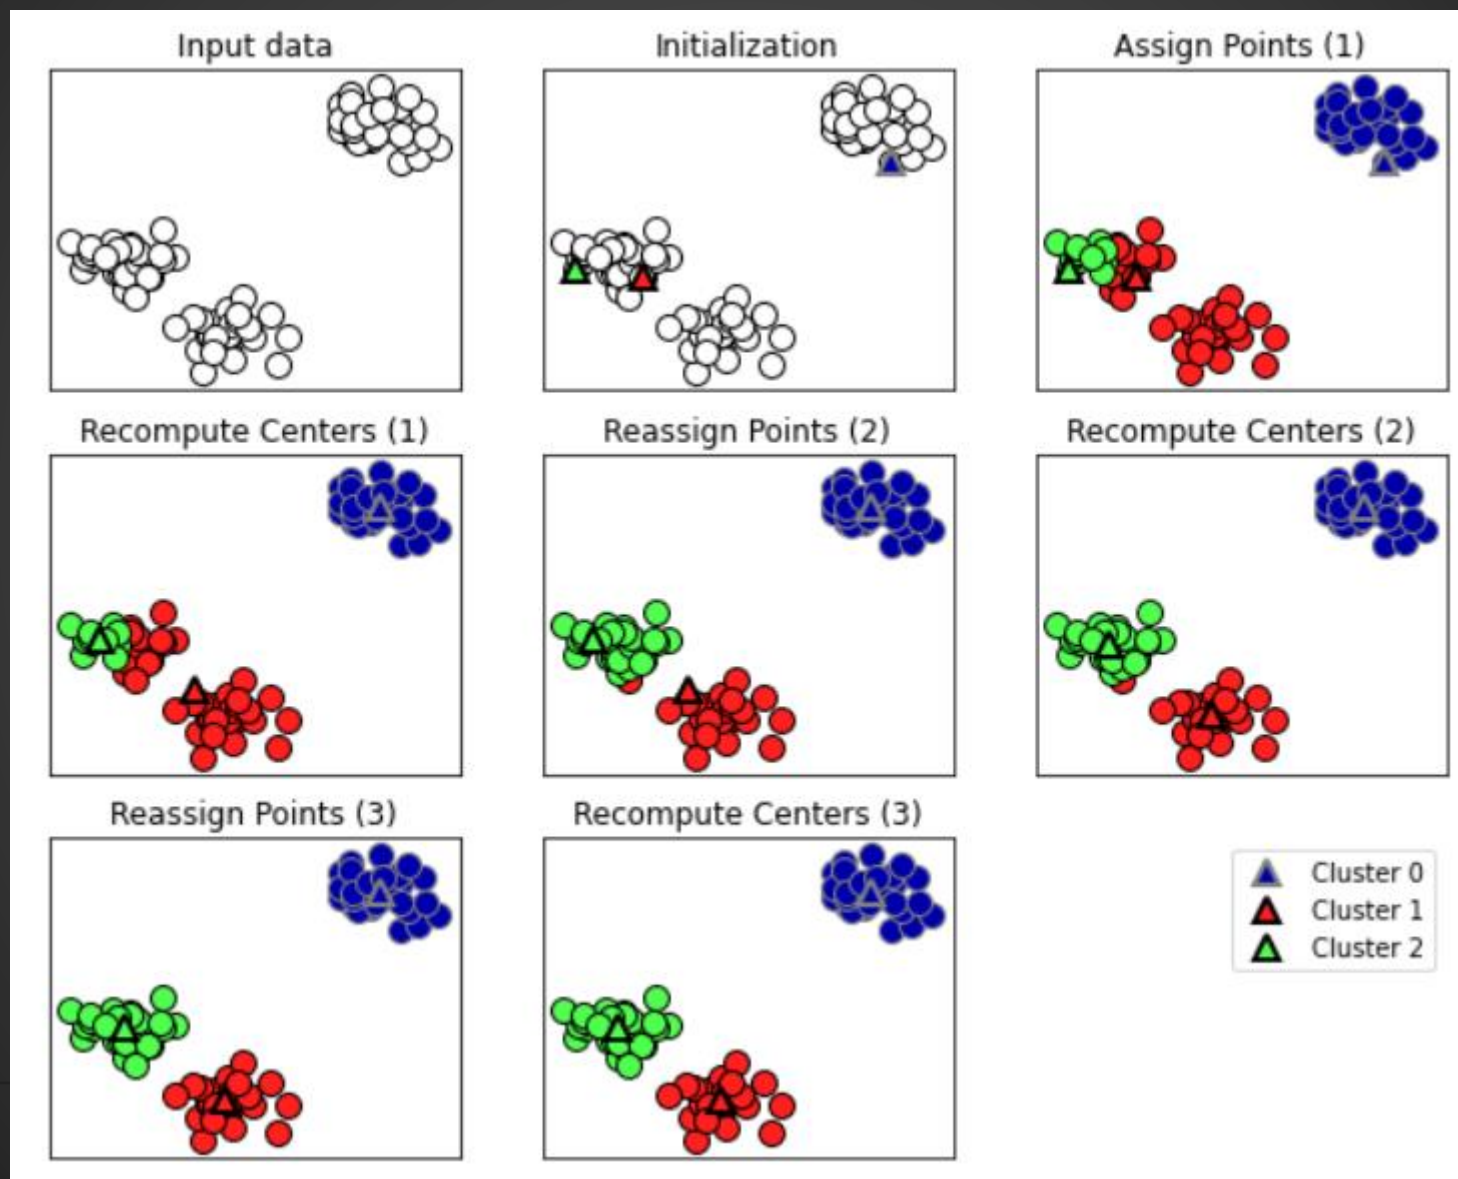 Input data
Initialization
Assign Points (1)
Recompute Centers (1)
Reassign Points (2)
Recompute Centers (2)
Reassign Points (3)
Recompute Centers (3)
Cluster 0
Cluster 1
Cluster 2